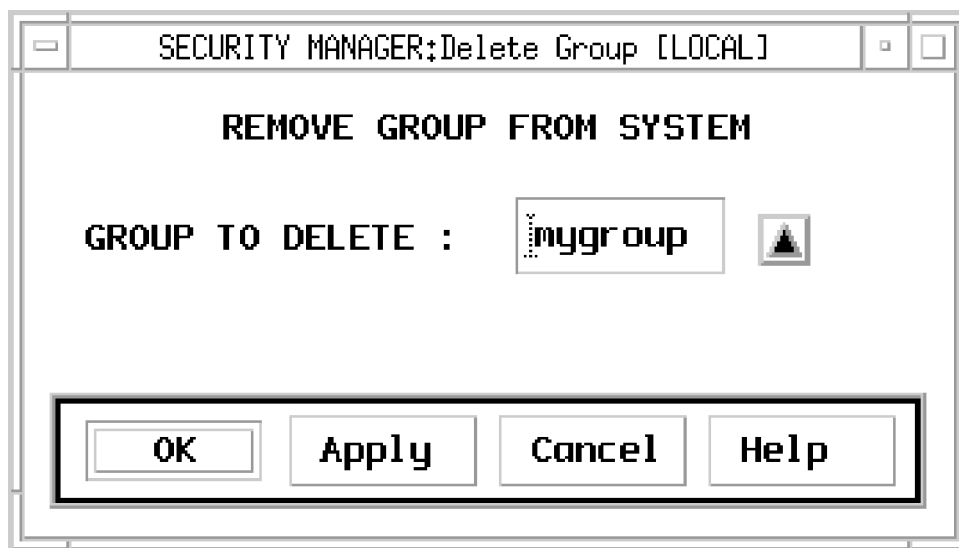 SECURITY MANAGER:Delete Group [LOCAL]
REMOVE GROUP FROM SYSTEM
GROUP TO DELETE : mygroup
OK Apply Cancel Help